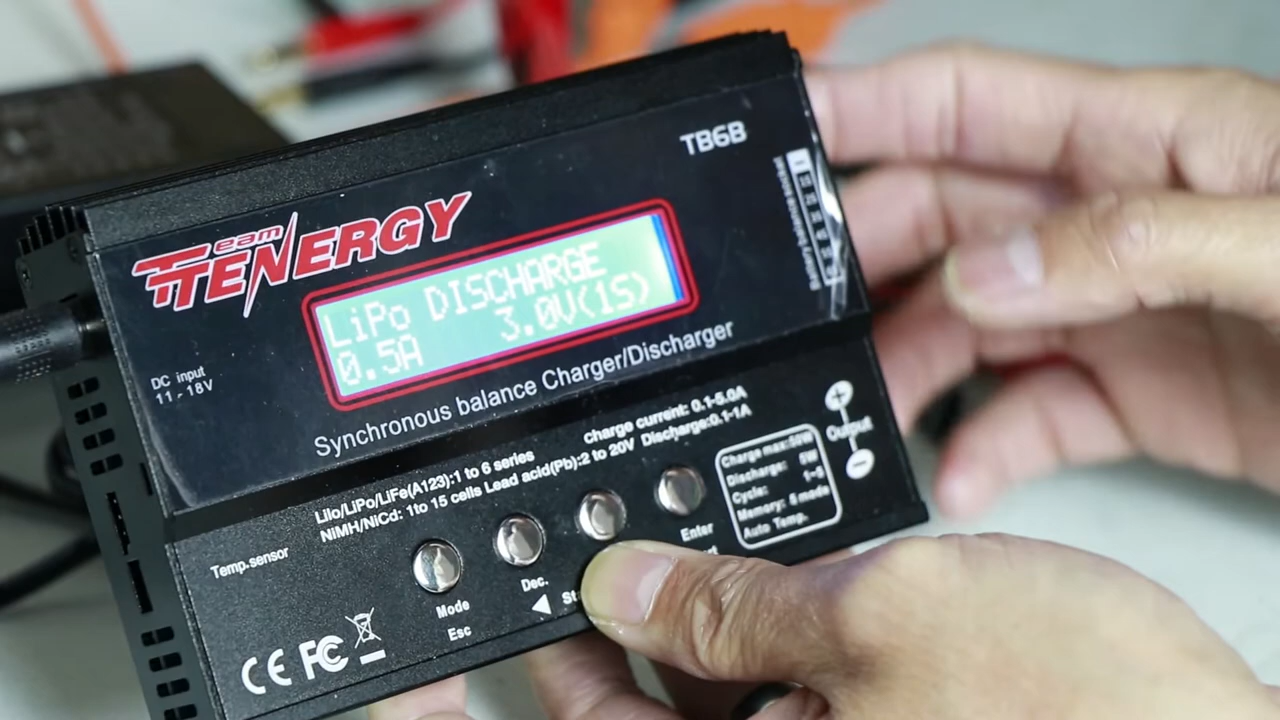 TB6B
Team TENERGY
LiPo DISCHARGE
0.5A 3.0V(1S)
DC input
11-18V
Synchronous balance Charger/Discharger
charge current: 0.1-5.0A
LiIo/LiPo/LiFe(A123):1 to 6 series
NiMH/NiCd: 1to 15 cells Lead acid(Pb):2 to 20V Discharge:0.1-1A
Output
Charge max:50W
Discharge: 5W
Cycle: 1~5
Memory: 5 mode
Auto Temp.
Temp.sensor
Mode
Esc
Dec.
Enter
CE FC